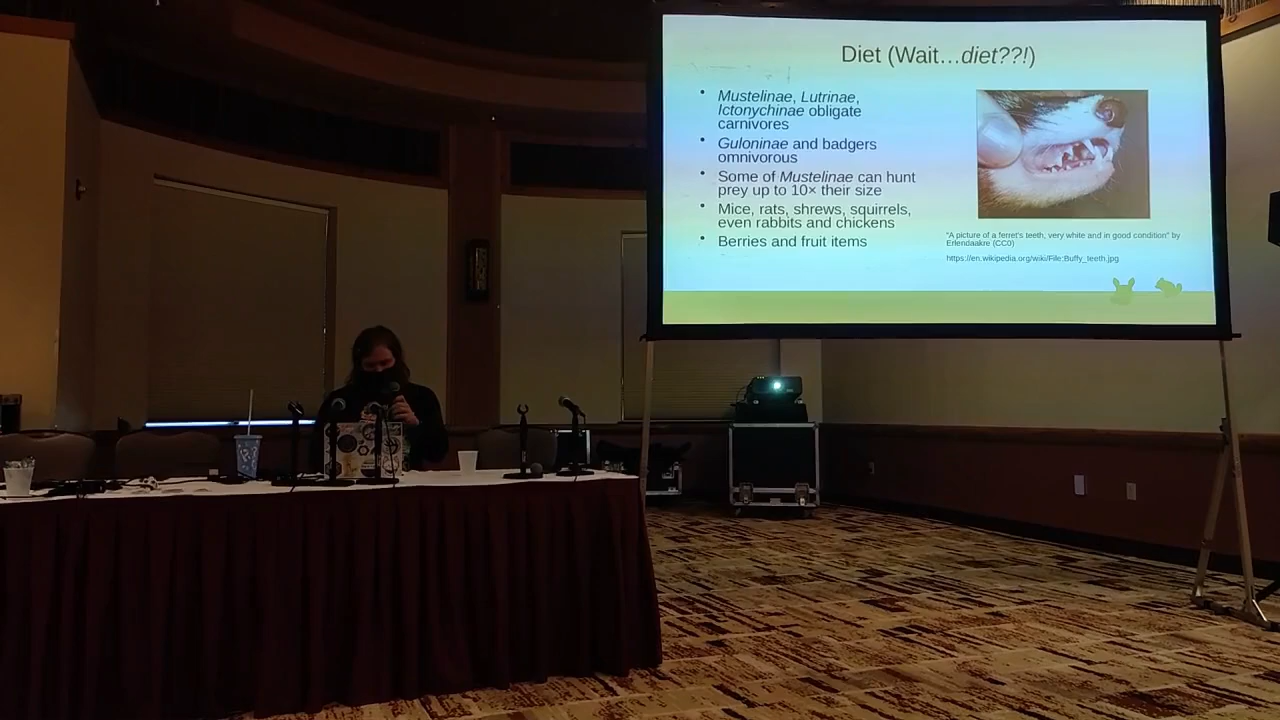 Diet (Wait…diet??!)
Mustelinae, Lutrinae,
Ictonychinae obligate
carnivores
Guloninae and badgers
omnivorous
Some of Mustelinae can hunt
prey up to 10× their size
Mice, rats, shrews, squirrels,
even rabbits and chickens
Berries and fruit items
"A picture of a ferret's teeth, very white and in good condition" by
Erlendaakre (CC0)
https://en.wikipedia.org/wiki/File:Buffy_teeth.jpg